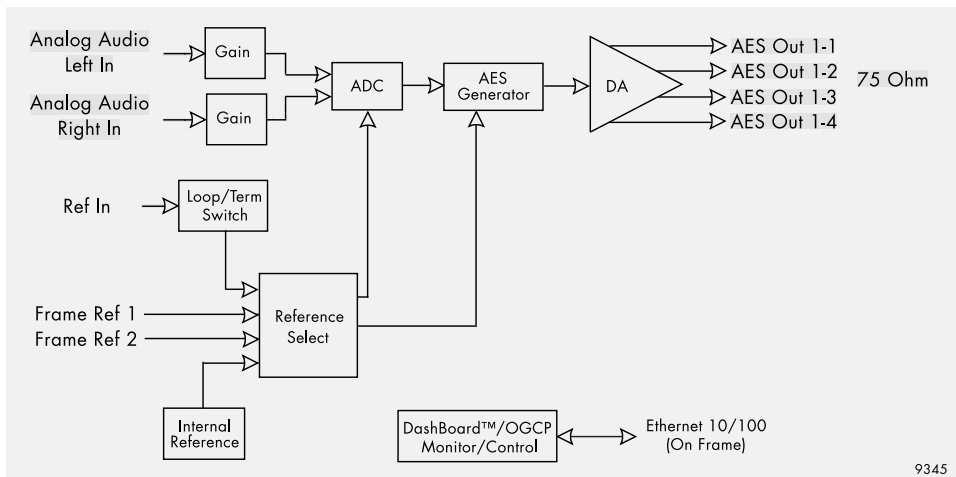 Analog Audio
Left In
Gain
Analog Audio
Right In
Gain
ADC
AES
Generator
DA
AES Out 1-1
AES Out 1-2
AES Out 1-3
AES Out 1-4
75 Ohm
Ref In
Loop/Term
Switch
Frame Ref 1
Frame Ref 2
Reference
Select
Internal
Reference
DashBoard™/OGCP
Monitor/Control
Ethernet 10/100
(On Frame)
9345